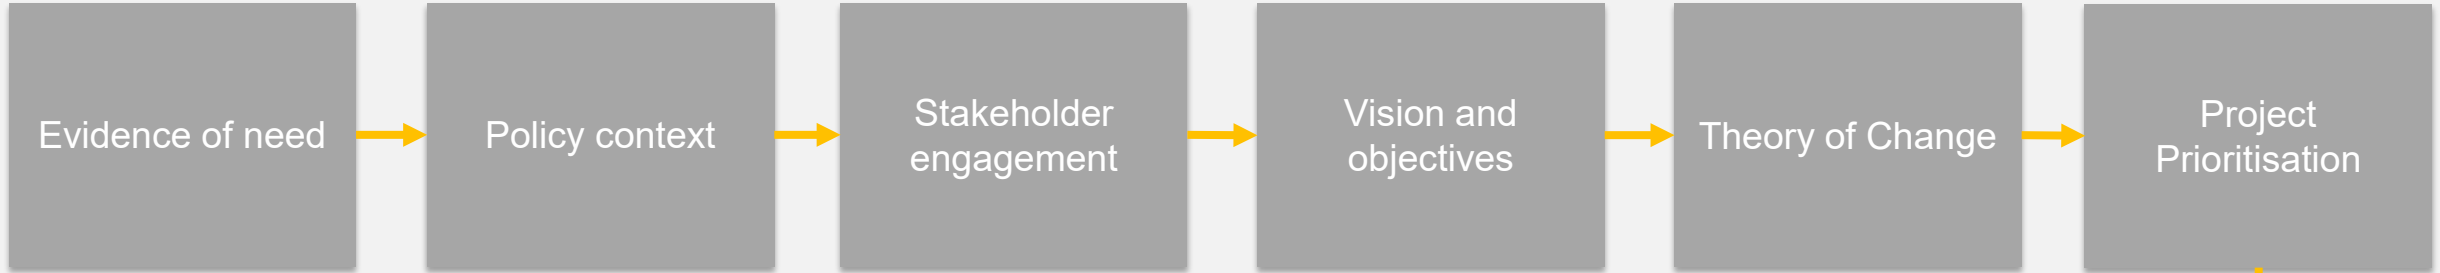 Evidence of need
Policy context
Stakeholder
engagement
Vision and
objectives
Theory of Change
Project
Prioritisation